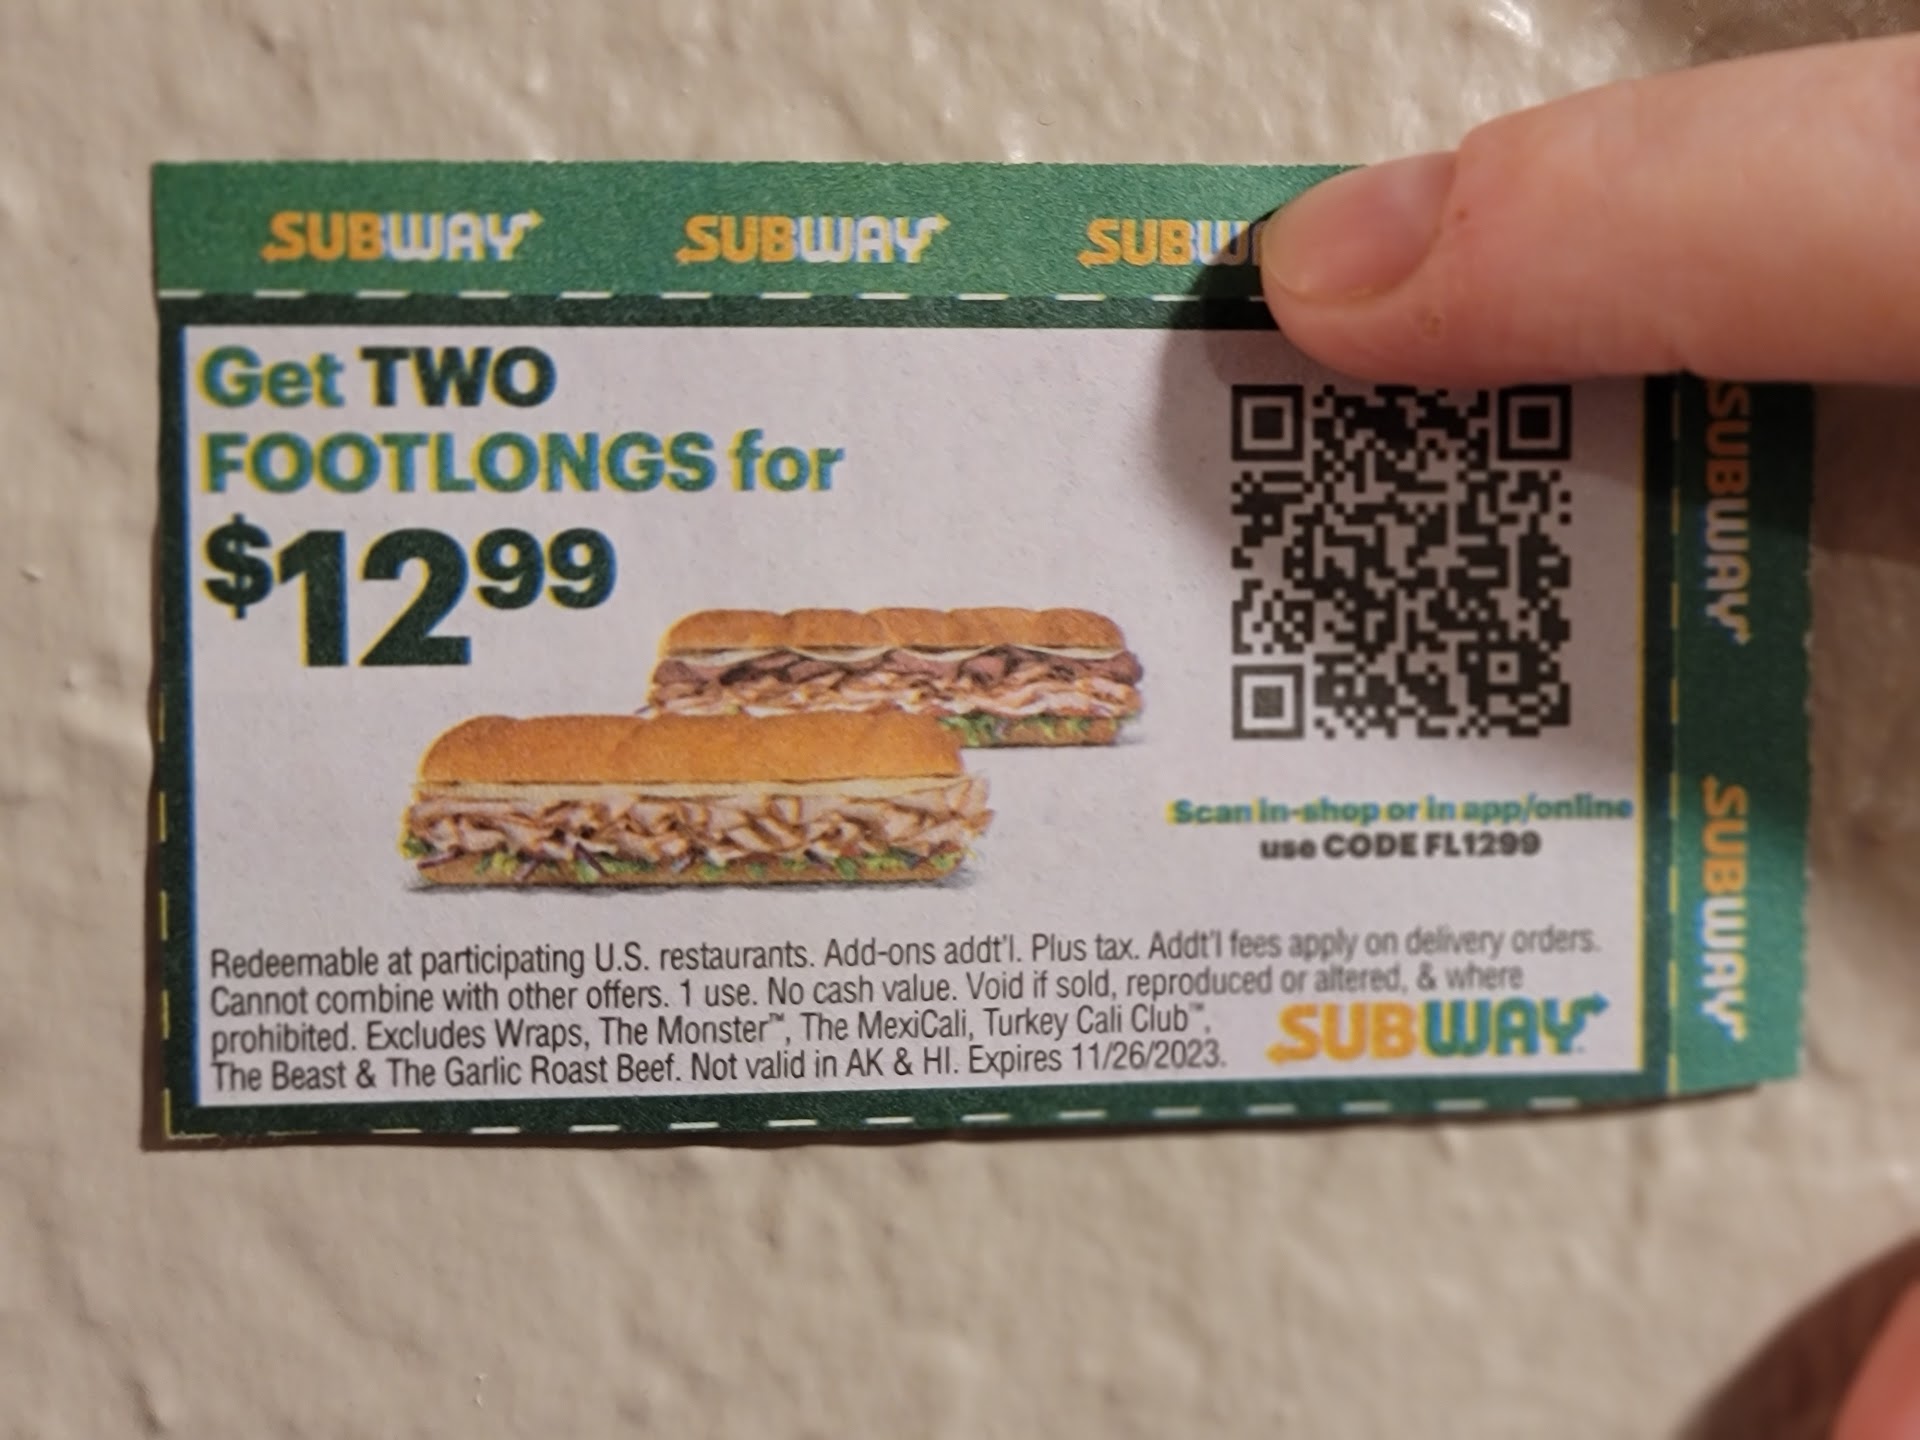 SUBWAY SUBWAY SUBW
Get TWO
FOOTLONGS for
$12.99
Scan in-shop or in app/online
use CODE FL1299
Redeemable at participating U.S. restaurants. Add-ons addt'l. Plus tax. Addt'l fees apply on delivery orders.
Cannot combine with other offers. 1 use. No cash value. Void if sold, reproduced or altered, & where
prohibited. Excludes Wraps, The Monster™, The MexiCali, Turkey Cali Club™,
The Beast & The Garlic Roast Beef. Not valid in AK & HI. Expires 11/26/2023.
SUBWAY
SUBWAY
SUBWAY